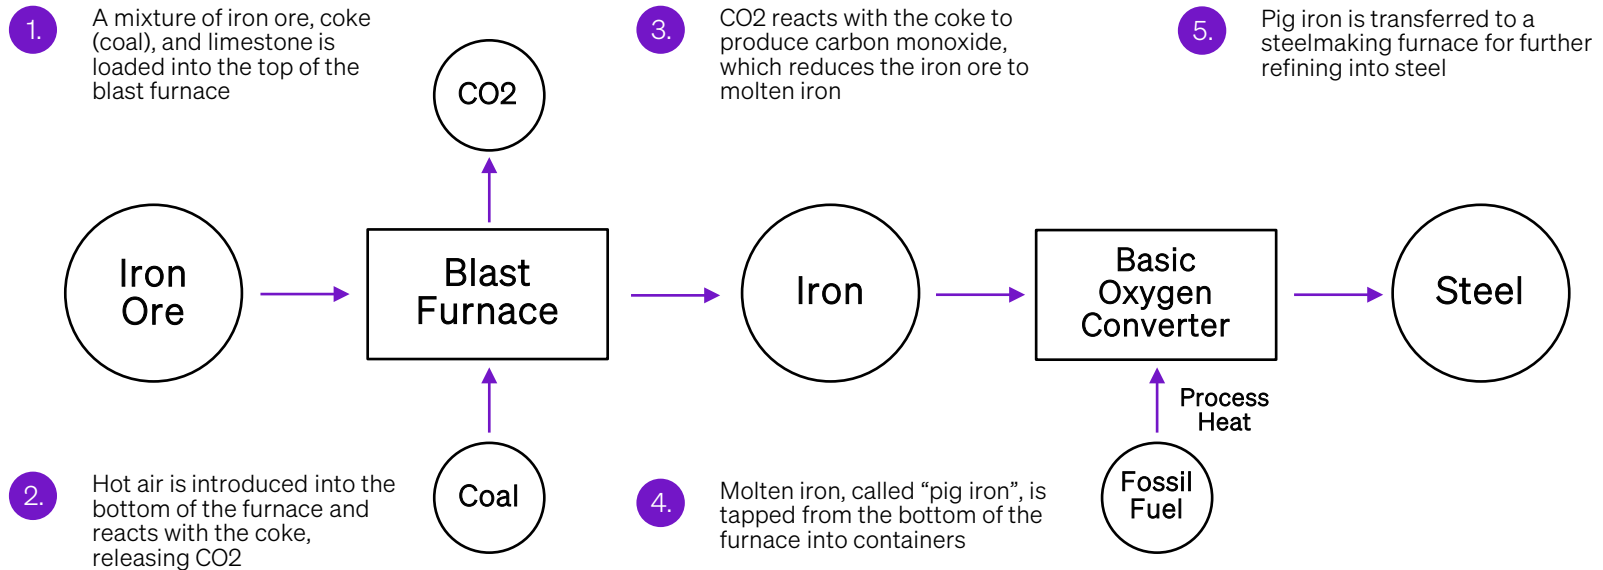 1.
A mixture of iron ore, coke
(coal), and limestone is
loaded into the top of the
blast furnace
CO2
3.
CO2 reacts with the coke to
produce carbon monoxide,
which reduces the iron ore to
molten iron
5.
Pig iron is transferred to a
steelmaking furnace for further
refining into steel
Iron
Ore
Blast
Furnace
Iron
Basic
Oxygen
Converter
Steel
Process
Heat
2.
Hot air is introduced into the
bottom of the furnace and
reacts with the coke,
releasing CO2
Coal
4.
Molten iron, called “pig iron”, is
tapped from the bottom of the
furnace into containers
Fossil
Fuel